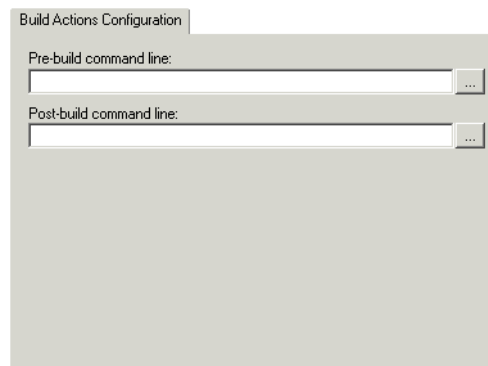 Build Actions Configuration
Pre-build command line:
...
Post-build command line:
...